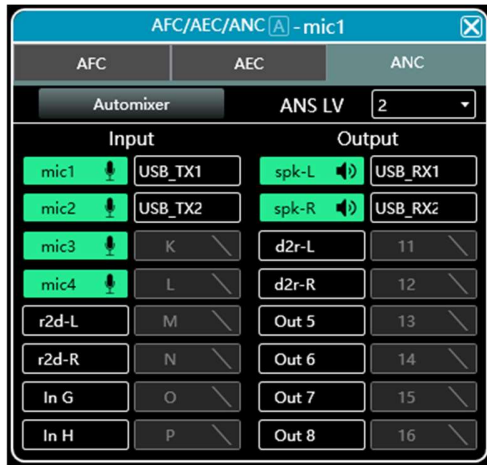 AFC/AEC/ANC A - mic1
AFC AEC ANC
Automixer ANS LV 2
Input Output
mic1 USB_TX1 spk-L USB_RX1
mic2 USB_TX2 spk-R USB_RX2
mic3 K d2r-L 11
mic4 L d2r-R 12
r2d-L M Out 5 13
r2d-R N Out 6 14
In G O Out 7 15
In H P Out 8 16